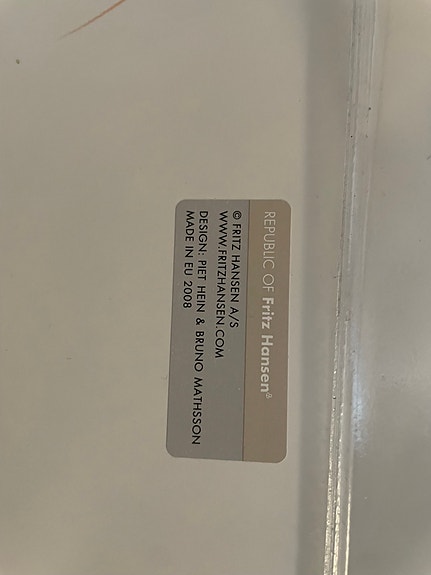 REPUBLIC OF Fritz Hansen®
© FRITZ HANSEN A/S
WWW.FRITZHANSEN.COM
DESIGN: PIET HEIN & BRUNO MATHSSON
MADE IN EU 2008